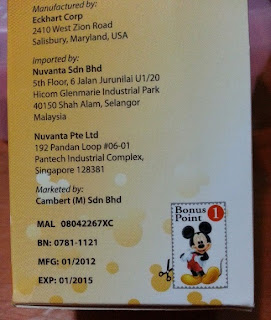 Manufactured by:
Eckhart Corp
2410 West Zion Road
Salisbury, Maryland, USA
Imported by:
Nuvanta Sdn Bhd
5th Floor, 6 Jalan Jurunilai U1/20
Hicom Glenmarie Industrial Park
40150 Shah Alam, Selangor
Malaysia
Nuvanta Pte Ltd
192 Pandan Loop #06-01
Pantech Industrial Complex,
Singapore 128381
Marketed by:
Cambert (M) Sdn Bhd
MAL 08042267XC
BN: 0781-1121
MFG: 01/2012
EXP: 01/2015
Bonus
Point 1